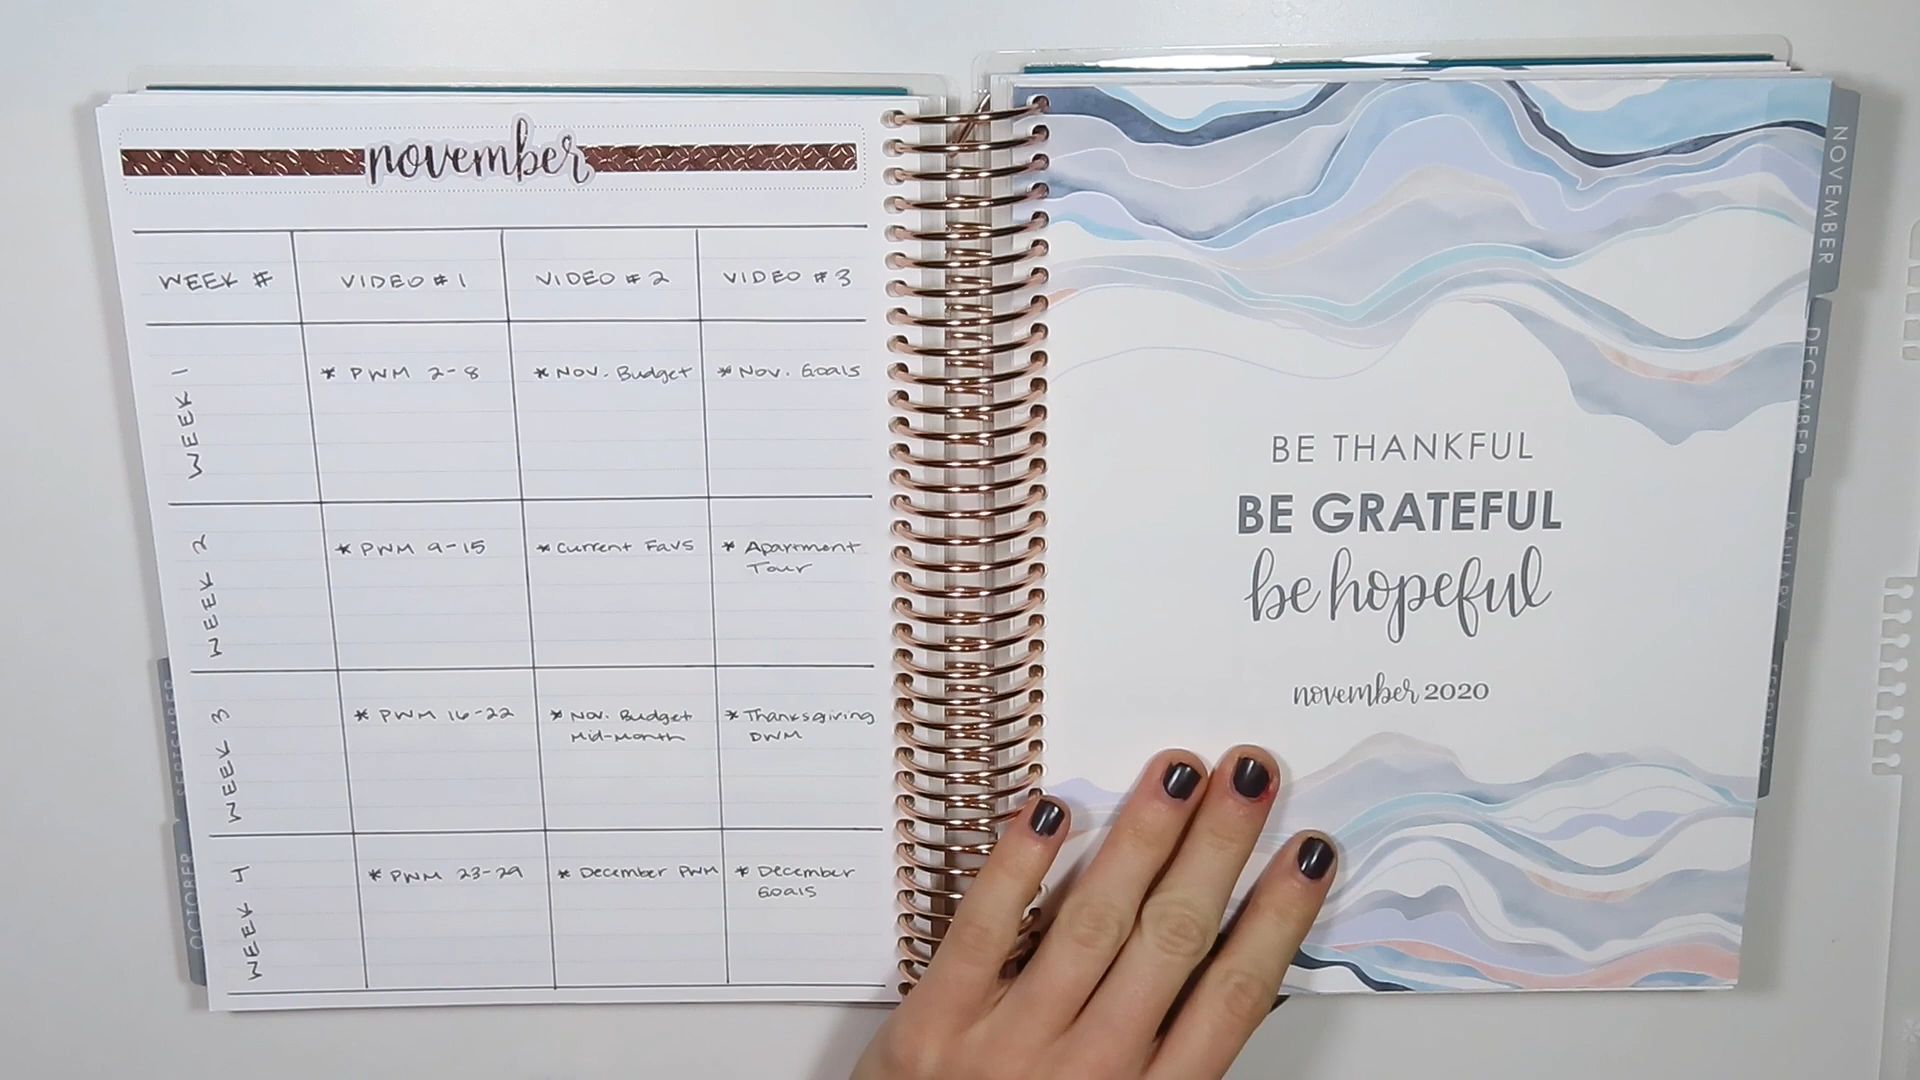 november
WEEK # VIDEO #1 VIDEO #2 VIDEO #3
WEEK 1
* PWM 2-8
* Nov. Budget
* Nov. Goals
WEEK 2
* PWM 9-15
* Current Favs
* Apartment
Tour
WEEK 3
* PWM 16-22
* Nov. Budget
Mid-Month
* Thanksgiving
DWM
WEEK 4
* PWM 23-29
* December PWM
* December
Goals
SEPTEMBER
OCTOBER
BE THANKFUL
BE GRATEFUL
be hopeful
november 2020
NOVEMBER
DECEMBER
JANUARY
FEBRUARY